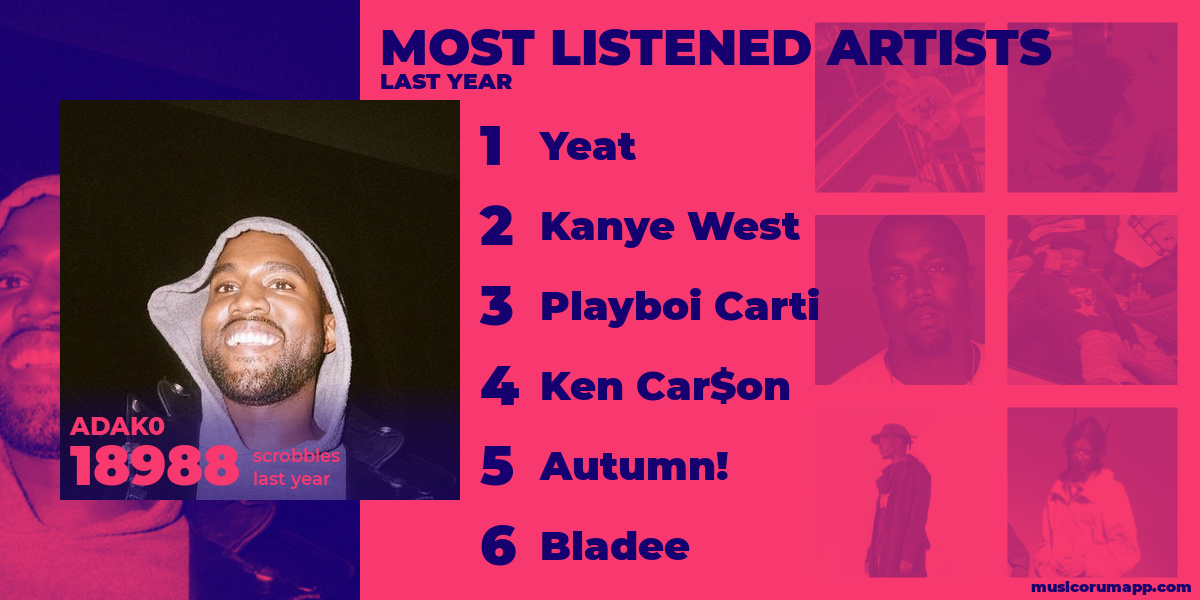 MOST LISTENED ARTISTS
LAST YEAR
1 Yeat
2 Kanye West
3 Playboi Carti
4 Ken Car$on
5 Autumn!
6 Bladee
ADAK0
18988 scrobbles
last year
musicorumapp.com